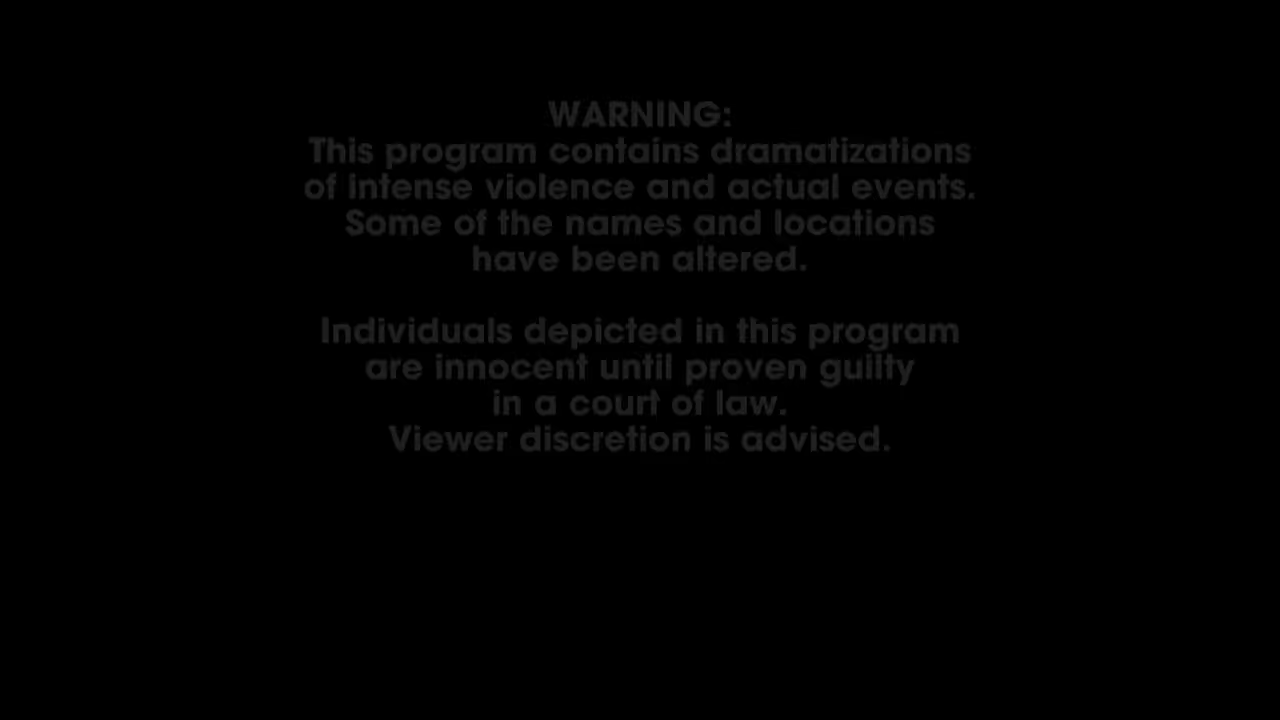 WARNING:
This program contains dramatizations
of intense violence and actual events.
Some of the names and locations
have been altered.
Individuals depicted in this program
are innocent until proven guilty
in a court of law.
Viewer discretion is advised.